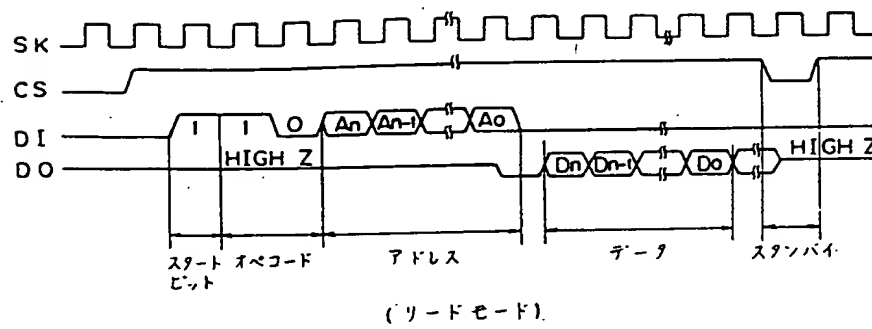 SK
CS
DI 1 1 0 An An-1 Ao
HIGH Z HIGH Z
DO Dn Dn-1 Do
スタートビット オペコード アドレス データ スタンバイ
(リードモード)